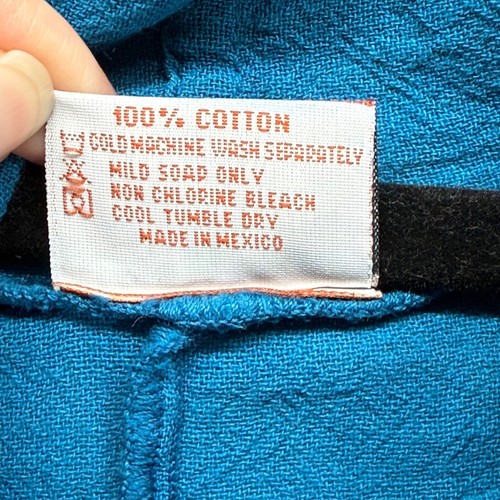 100% COTTON
COLD MACHINE WASH SEPARATELY
MILD SOAP ONLY
NON CHLORINE BLEACH
COOL TUMBLE DRY
MADE IN MEXICO